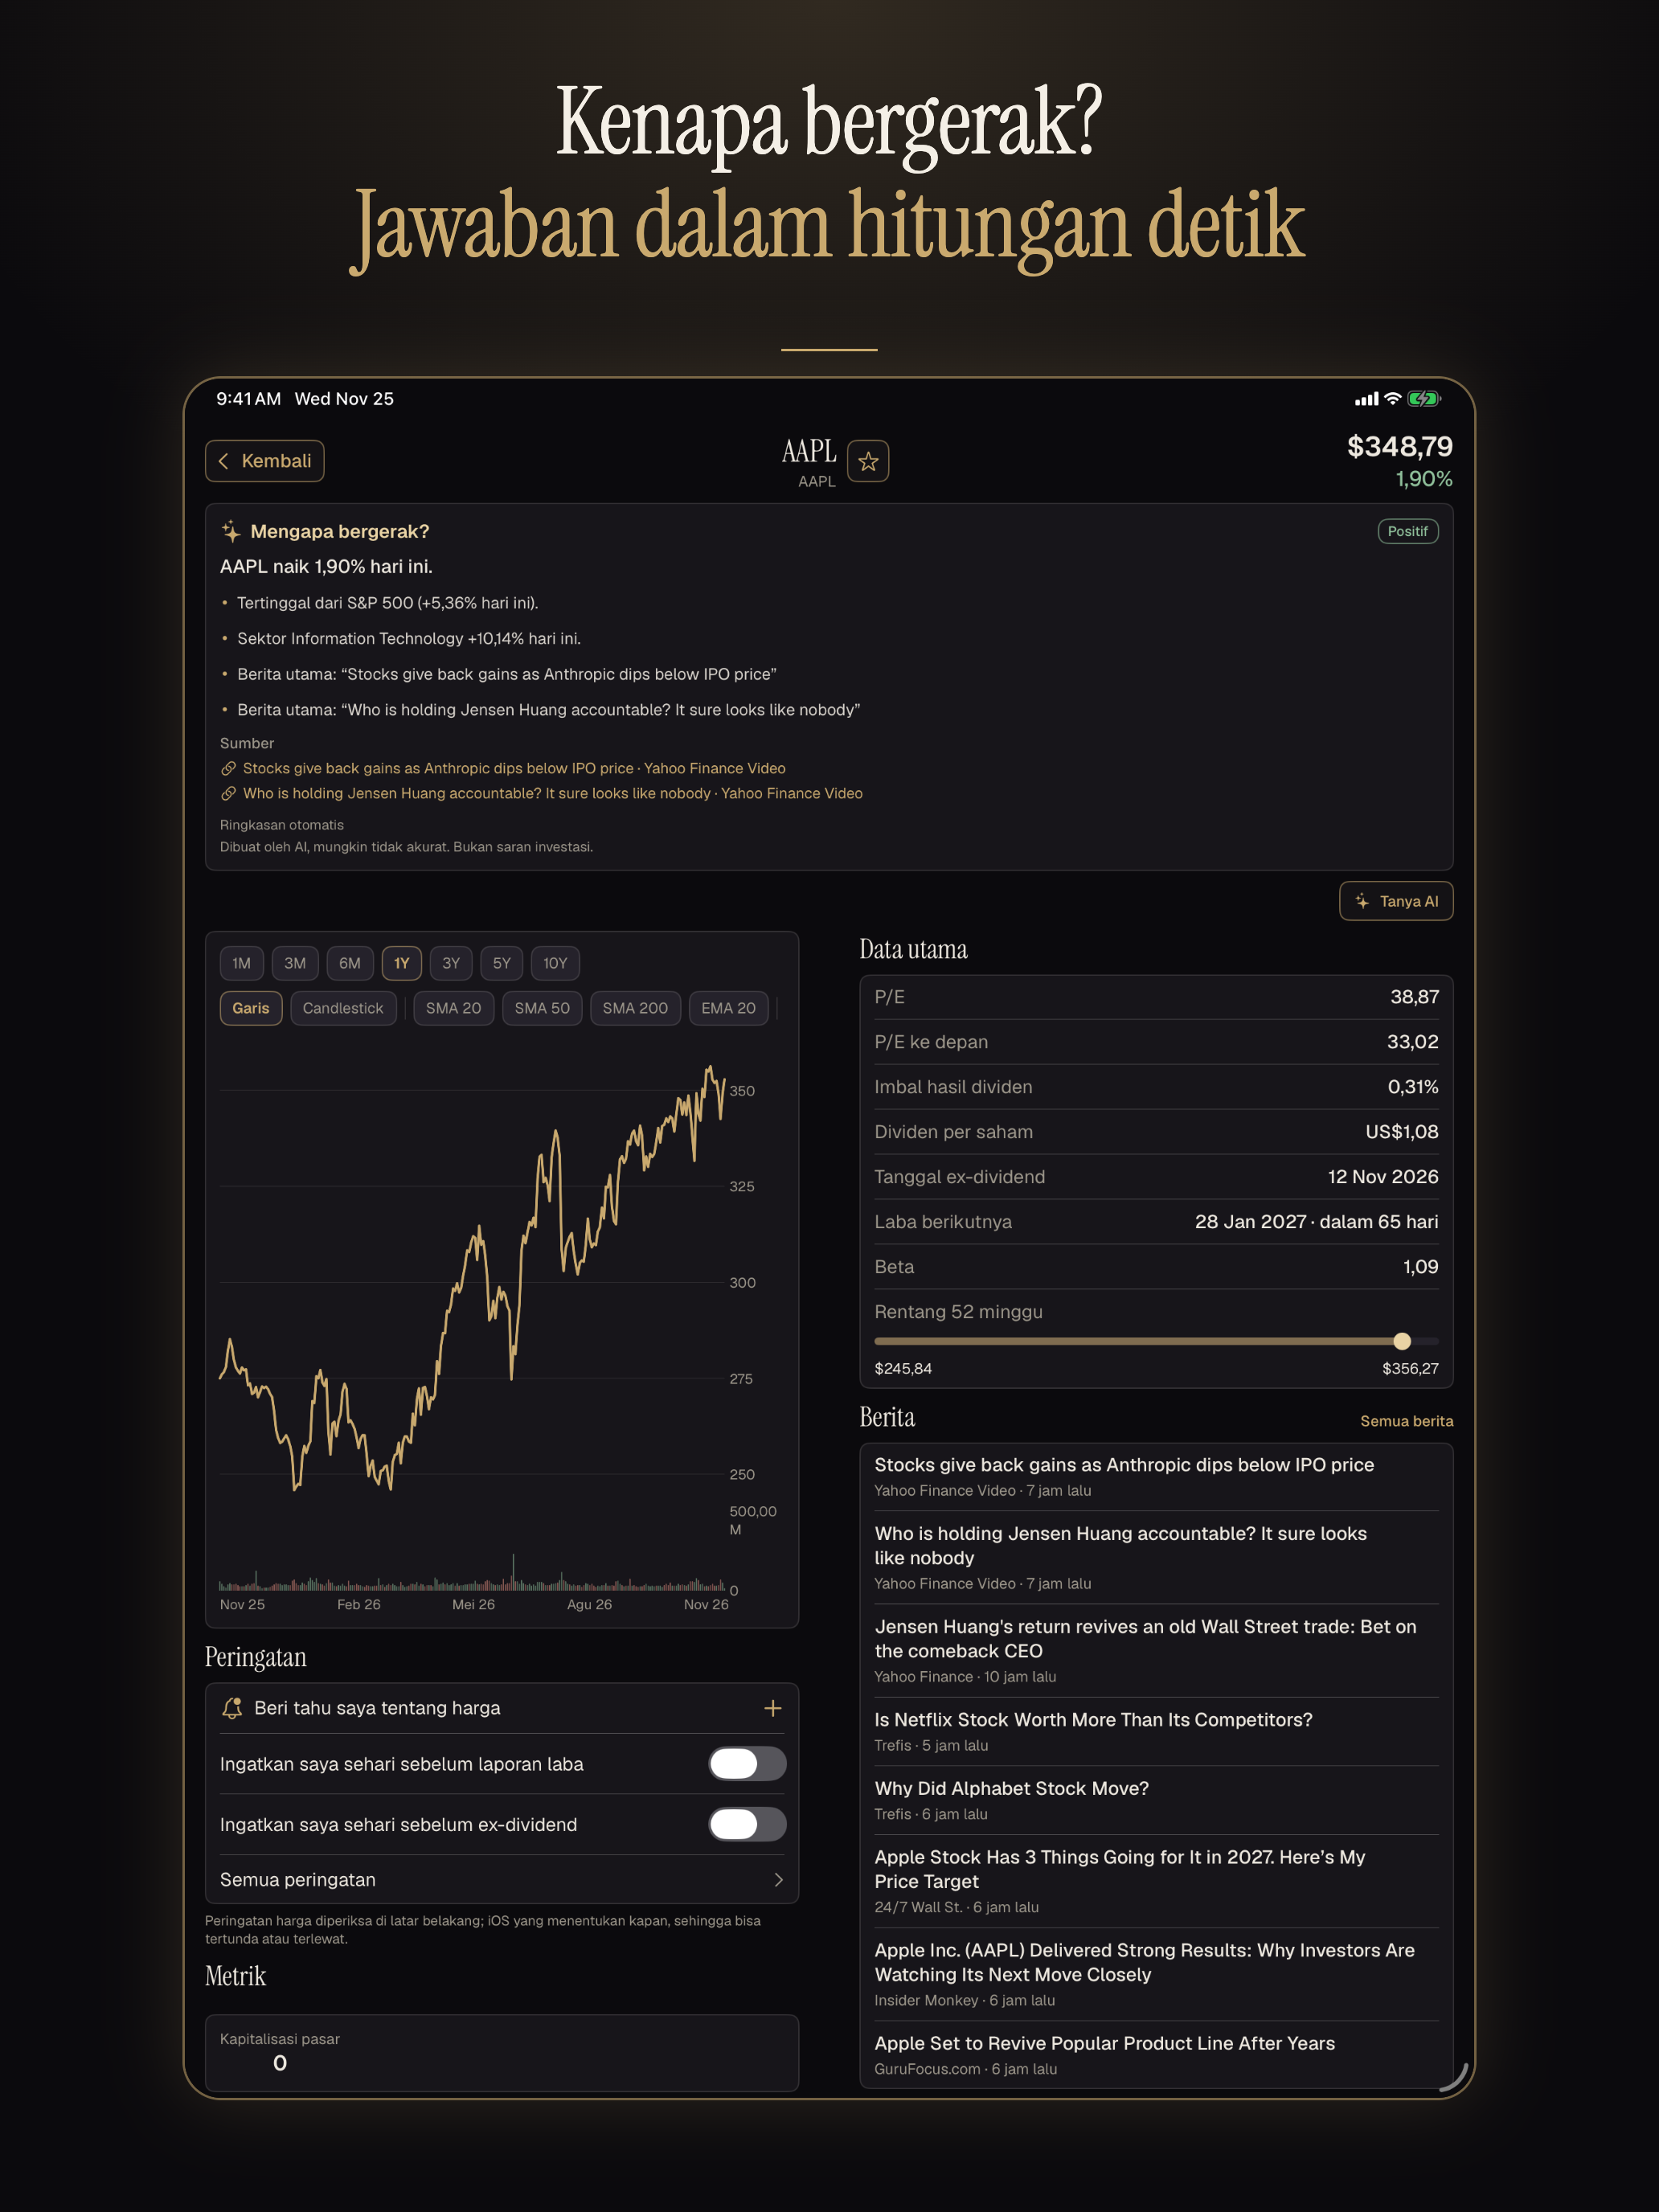 Kenapa bergerak?
Jawaban dalam hitungan detik
9:41 AM Wed Nov 25
Kembali
AAPL
AAPL
$348,79
1,90%
Mengapa bergerak?
Positif
AAPL naik 1,90% hari ini.
• Tertinggal dari S&P 500 (+5,36% hari ini).
• Sektor Information Technology +10,14% hari ini.
• Berita utama: “Stocks give back gains as Anthropic dips below IPO price”
• Berita utama: “Who is holding Jensen Huang accountable? It sure looks like nobody”
Sumber
Stocks give back gains as Anthropic dips below IPO price · Yahoo Finance Video
Who is holding Jensen Huang accountable? It sure looks like nobody · Yahoo Finance Video
Ringkasan otomatis
Dibuat oleh AI, mungkin tidak akurat. Bukan saran investasi.
Tanya AI
1M 3M 6M 1Y 3Y 5Y 10Y
Garis Candlestick SMA 20 SMA 50 SMA 200 EMA 20
350
325
300
275
250
500,00
M
0
Nov 25 Feb 26 Mei 26 Agu 26 Nov 26
Peringatan
Beri tahu saya tentang harga
Ingatkan saya sehari sebelum laporan laba
Ingatkan saya sehari sebelum ex-dividend
Semua peringatan
Peringatan harga diperiksa di latar belakang; iOS yang menentukan kapan, sehingga bisa
tertunda atau terlewat.
Metrik
Kapitalisasi pasar
0
Data utama
P/E 38,87
P/E ke depan 33,02
Imbal hasil dividen 0,31%
Dividen per saham US$1,08
Tanggal ex-dividend 12 Nov 2026
Laba berikutnya 28 Jan 2027 · dalam 65 hari
Beta 1,09
Rentang 52 minggu
$245,84 $356,27
Berita Semua berita
Stocks give back gains as Anthropic dips below IPO price
Yahoo Finance Video · 7 jam lalu
Who is holding Jensen Huang accountable? It sure looks
like nobody
Yahoo Finance Video · 7 jam lalu
Jensen Huang's return revives an old Wall Street trade: Bet on
the comeback CEO
Yahoo Finance · 10 jam lalu
Is Netflix Stock Worth More Than Its Competitors?
Trefis · 5 jam lalu
Why Did Alphabet Stock Move?
Trefis · 6 jam lalu
Apple Stock Has 3 Things Going for It in 2027. Here’s My
Price Target
24/7 Wall St. · 6 jam lalu
Apple Inc. (AAPL) Delivered Strong Results: Why Investors Are
Watching Its Next Move Closely
Insider Monkey · 6 jam lalu
Apple Set to Revive Popular Product Line After Years
GuruFocus.com · 6 jam lalu